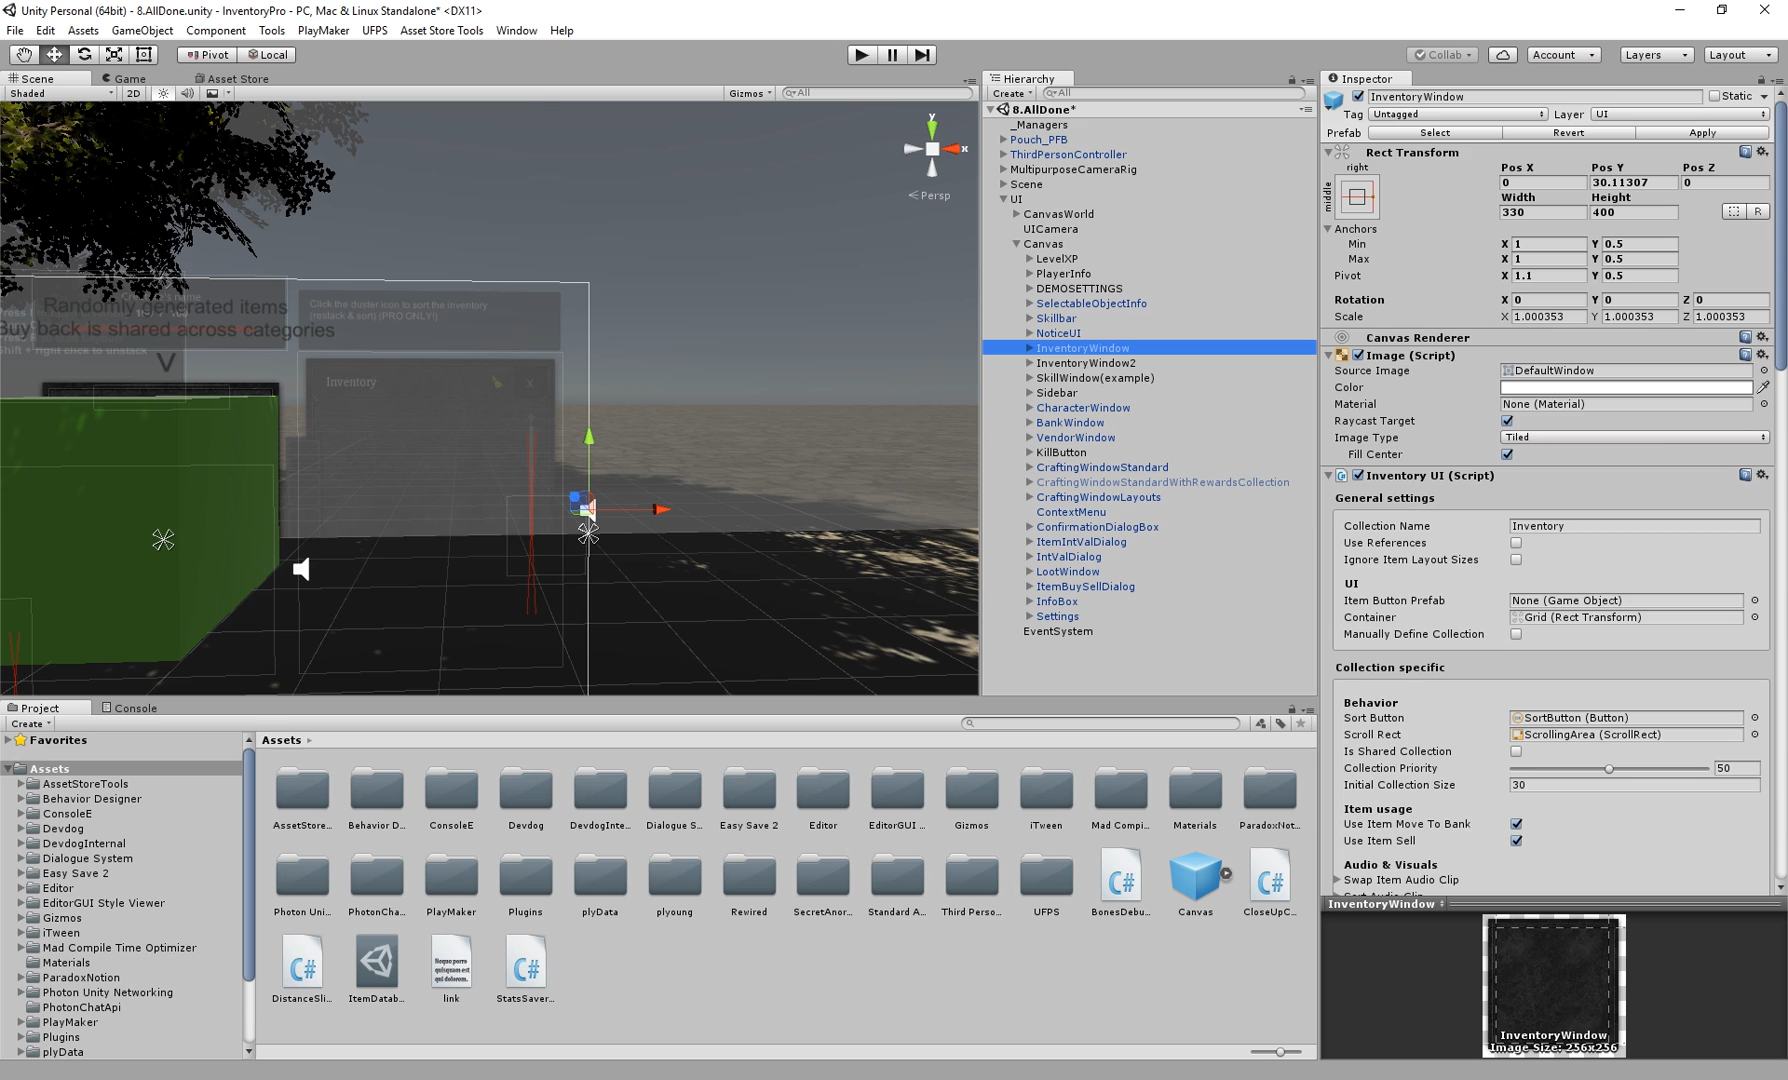 Unity Personal (64bit) - 8.AllDone.unity - InventoryPro - PC, Mac & Linux Standalone* <DX11>
File Edit Assets GameObject Component Tools PlayMaker UFPS Asset Store Tools Window Help
Pivot Local
Collab Account Layers Layout
Scene Game Asset Store
Shaded 2D Gizmos All
y
x
Persp
Randomly generated items
Buy back is shared across categories
Shift + right click to unstack
V
Click the duster icon to sort the inventory
(restack & sort) (PRO ONLY!)
Inventory X
Hierarchy
Create All
8.AllDone*
_Managers
Pouch_PFB
ThirdPersonController
MultipurposeCameraRig
Scene
UI
CanvasWorld
UICamera
Canvas
LevelXP
PlayerInfo
DEMOSETTINGS
SelectableObjectInfo
Skillbar
NoticeUI
InventoryWindow
InventoryWindow2
SkillWindow(example)
Sidebar
CharacterWindow
BankWindow
VendorWindow
KillButton
CraftingWindowStandard
CraftingWindowStandardWithRewardsCollection
CraftingWindowLayouts
ContextMenu
ConfirmationDialogBox
ItemIntValDialog
IntValDialog
LootWindow
ItemBuySellDialog
InfoBox
Settings
EventSystem
Inspector
InventoryWindow Static
Tag Untagged Layer UI
Prefab Select Revert Apply
Rect Transform
right
middle
Pos X Pos Y Pos Z
0 30.11307 0
Width Height
330 400 R
Anchors
Min X 1 Y 0.5
Max X 1 Y 0.5
Pivot X 1.1 Y 0.5
Rotation X 0 Y 0 Z 0
Scale X 1.000353 Y 1.000353 Z 1.000353
Canvas Renderer
Image (Script)
Source Image DefaultWindow
Color
Material None (Material)
Raycast Target
Image Type Tiled
Fill Center
Inventory UI (Script)
General settings
Collection Name Inventory
Use References
Ignore Item Layout Sizes
UI
Item Button Prefab None (Game Object)
Container Grid (Rect Transform)
Manually Define Collection
Collection specific
Behavior
Sort Button SortButton (Button)
Scroll Rect ScrollingArea (ScrollRect)
Is Shared Collection
Collection Priority 50
Initial Collection Size 30
Item usage
Use Item Move To Bank
Use Item Sell
Audio & Visuals
Swap Item Audio Clip
InventoryWindow
InventoryWindow
Image Size: 256x256
Project Console
Create
Favorites
Assets
AssetStoreTools
Behavior Designer
ConsoleE
Devdog
DevdogInternal
Dialogue System
Easy Save 2
Editor
EditorGUI Style Viewer
Gizmos
iTween
Mad Compile Time Optimizer
Materials
ParadoxNotion
Photon Unity Networking
PhotonChatApi
PlayMaker
Plugins
plyData
Assets
AssetStore... Behavior D... ConsoleE Devdog DevdogInte... Dialogue S... Easy Save 2 Editor EditorGUI ... Gizmos iTween Mad Compi... Materials ParadoxNot...
C# C#
Photon Uni... PhotonCha... PlayMaker Plugins plyData plyoung Rewired SecretAnor... Standard A... Third Perso... UFPS BonesDebu... Canvas CloseUpC...
C# Neque porro quisquam est qui dolorem. C#
DistanceSli... ItemDatab... link StatsSaver...